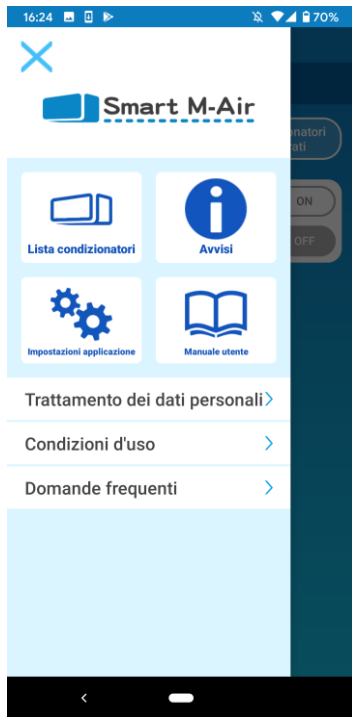 16:24
70%
Smart M-Air
Lista condizionatori
Avvisi
Impostazioni applicazione
Manuale utente
Trattamento dei dati personali
Condizioni d'uso
Domande frequenti
ON
OFF